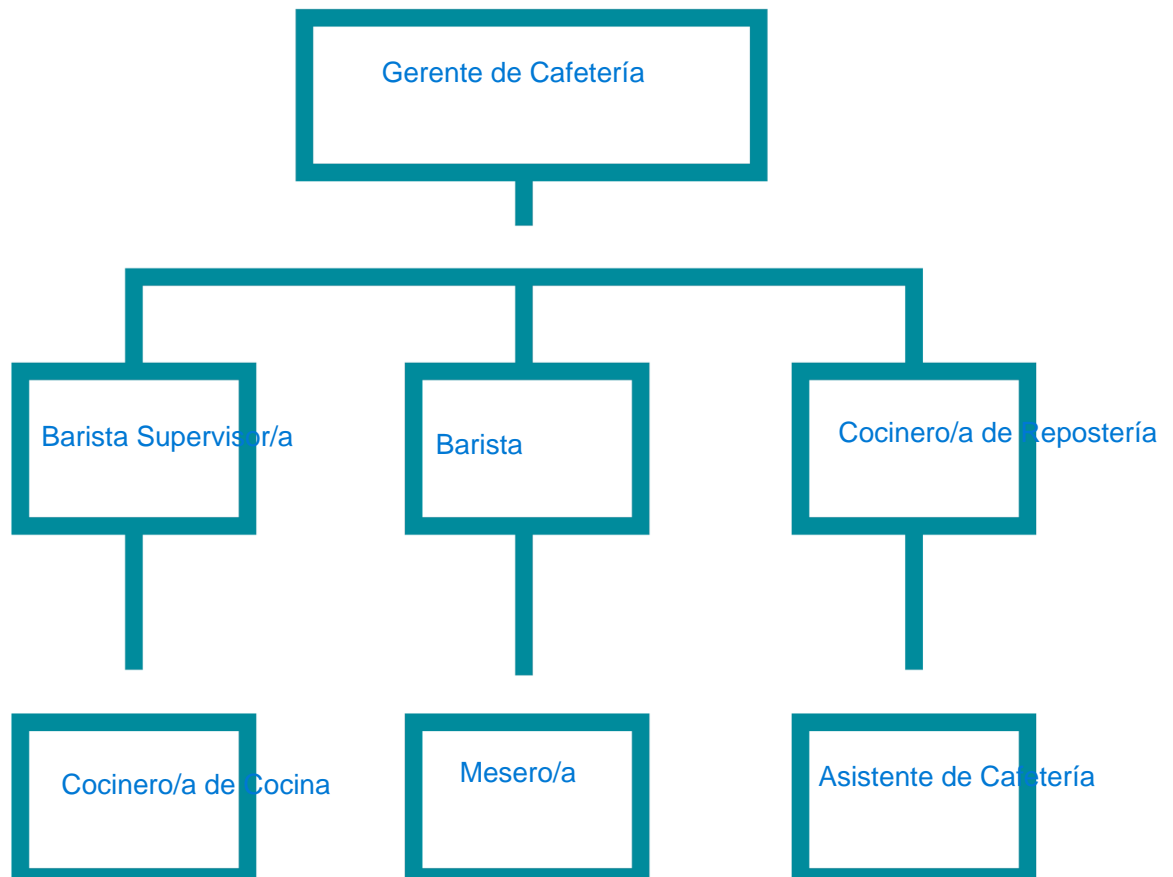 Gerente de Cafetería
Barista Supervisor/a
Barista
Cocinero/a de Repostería
Cocinero/a de Cocina
Mesero/a
Asistente de Cafetería